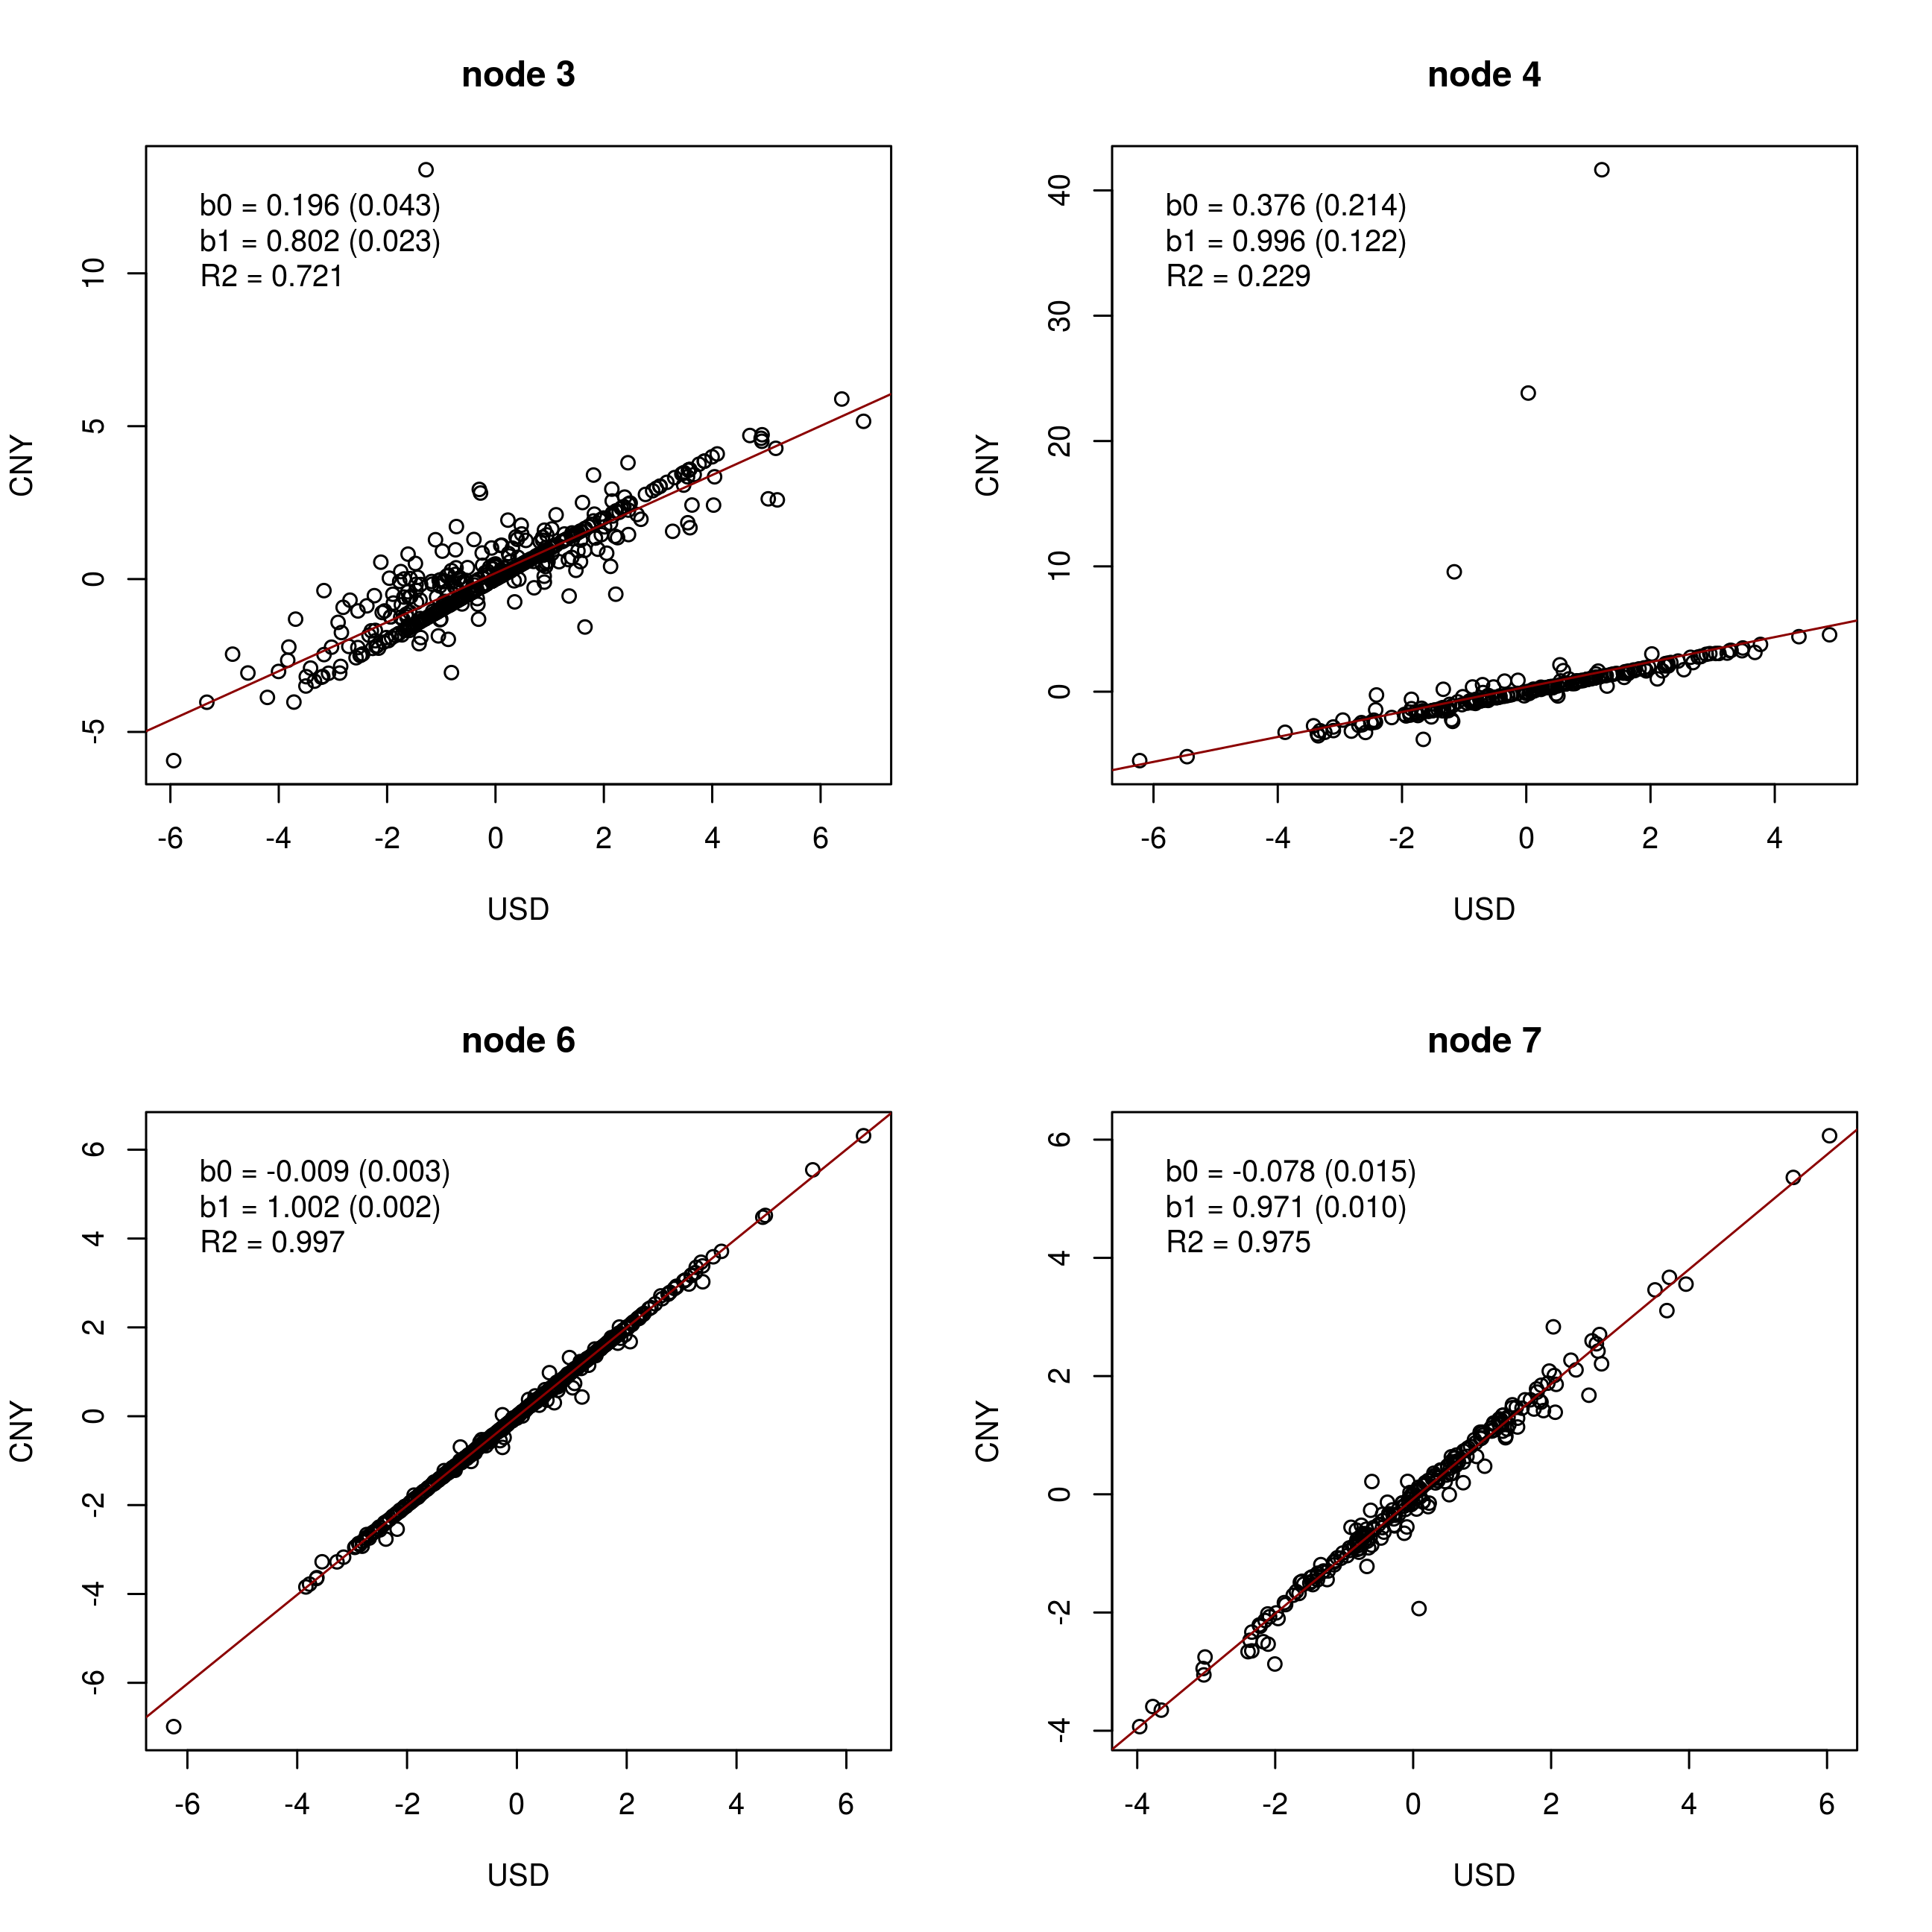 node 3
b0 = 0.196 (0.043)
b1 = 0.802 (0.023)
R2 = 0.721
CNY
10
5
0
-5
-6 -4 -2 0 2 4 6
USD
node 4
b0 = 0.376 (0.214)
b1 = 0.996 (0.122)
R2 = 0.229
CNY
40
30
20
10
0
-6 -4 -2 0 2 4
USD
node 6
b0 = -0.009 (0.003)
b1 = 1.002 (0.002)
R2 = 0.997
CNY
6
4
2
0
-2
-4
-6
-6 -4 -2 0 2 4 6
USD
node 7
b0 = -0.078 (0.015)
b1 = 0.971 (0.010)
R2 = 0.975
CNY
6
4
2
0
-2
-4
-4 -2 0 2 4 6
USD